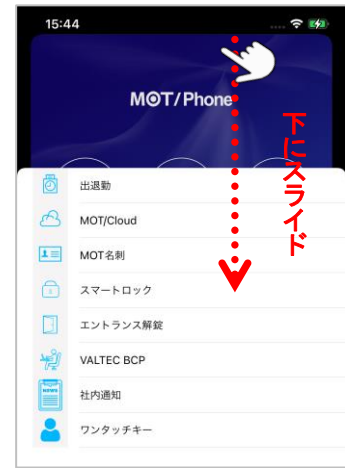 15:44
MOT/Phone
下にスライド
出退勤
MOT/Cloud
MOT名刺
スマートロック
エントランス解錠
VALTEC BCP
NEWS
社内通知
ワンタッチキー